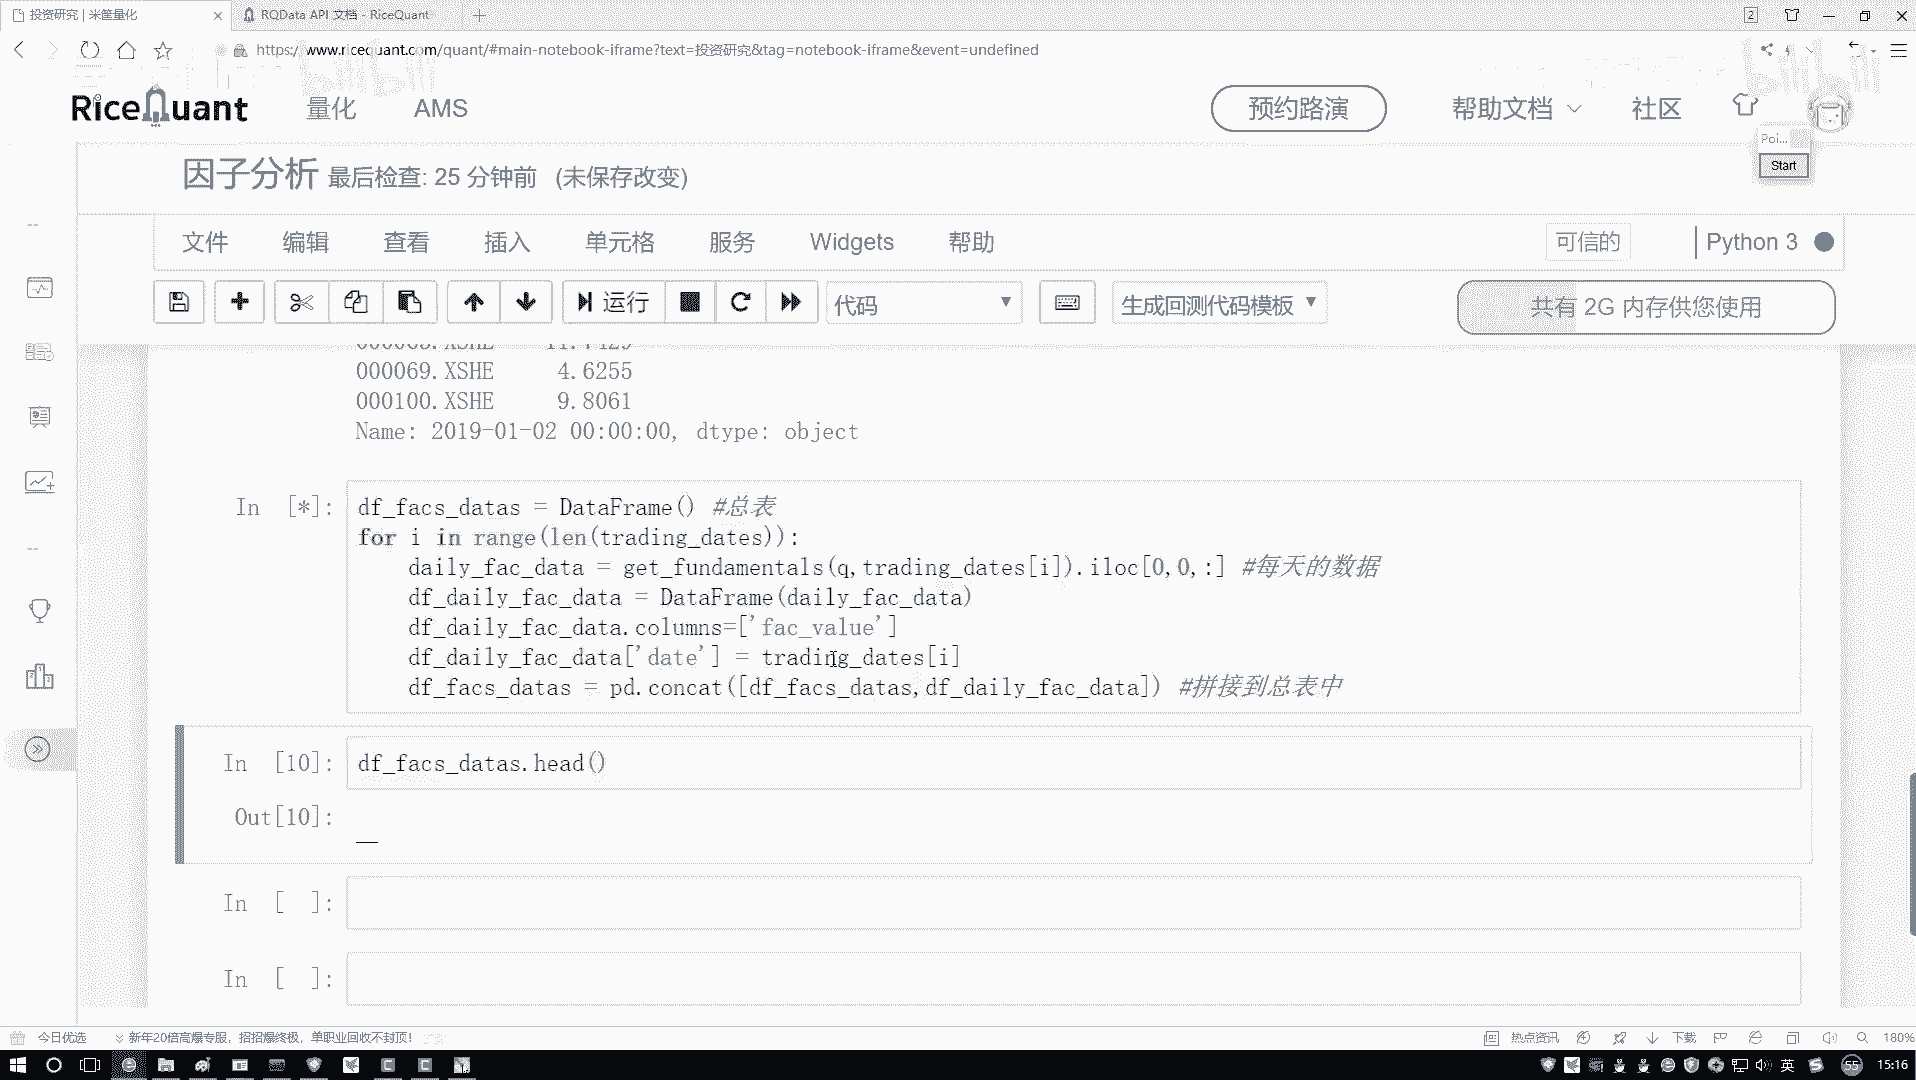 投资研究 | 米筐量化
RQData API 文档 - RiceQuant
2
https://www.ricequant.com/quant/#main-notebook-iframe?text=投资研究&tag=notebook-iframe&event=undefined
bilibili
RiceQuant
量化
AMS
预约路演
帮助文档
社区
Poi...
Start
因子分析 最后检查: 25 分钟前 (未保存改变)
文件 编辑 查看 插入 单元格 服务 Widgets 帮助
可信的
Python 3
运行
代码
生成回测代码模板
共有 2G 内存供您使用
000069.XSHE 4.6255
000100.XSHE 9.8061
Name: 2019-01-02 00:00:00, dtype: object
In [*]: df_facs_datas = DataFrame() #总表
for i in range(len(trading_dates)):
daily_fac_data = get_fundamentals(q,trading_dates[i]).iloc[0,0,:] #每天的数据
df_daily_fac_data = DataFrame(daily_fac_data)
df_daily_fac_data.columns=['fac_value']
df_daily_fac_data['date'] = trading_dates[i]
df_facs_datas = pd.concat([df_facs_datas,df_daily_fac_data]) #拼接到总表中
In [10]: df_facs_datas.head()
Out[10]:
In [ ]:
In [ ]:
今日优选
新年20倍高爆专服，招招爆终极，单职业回收不封顶！
热点资讯
下载
180%
英
55
15:16